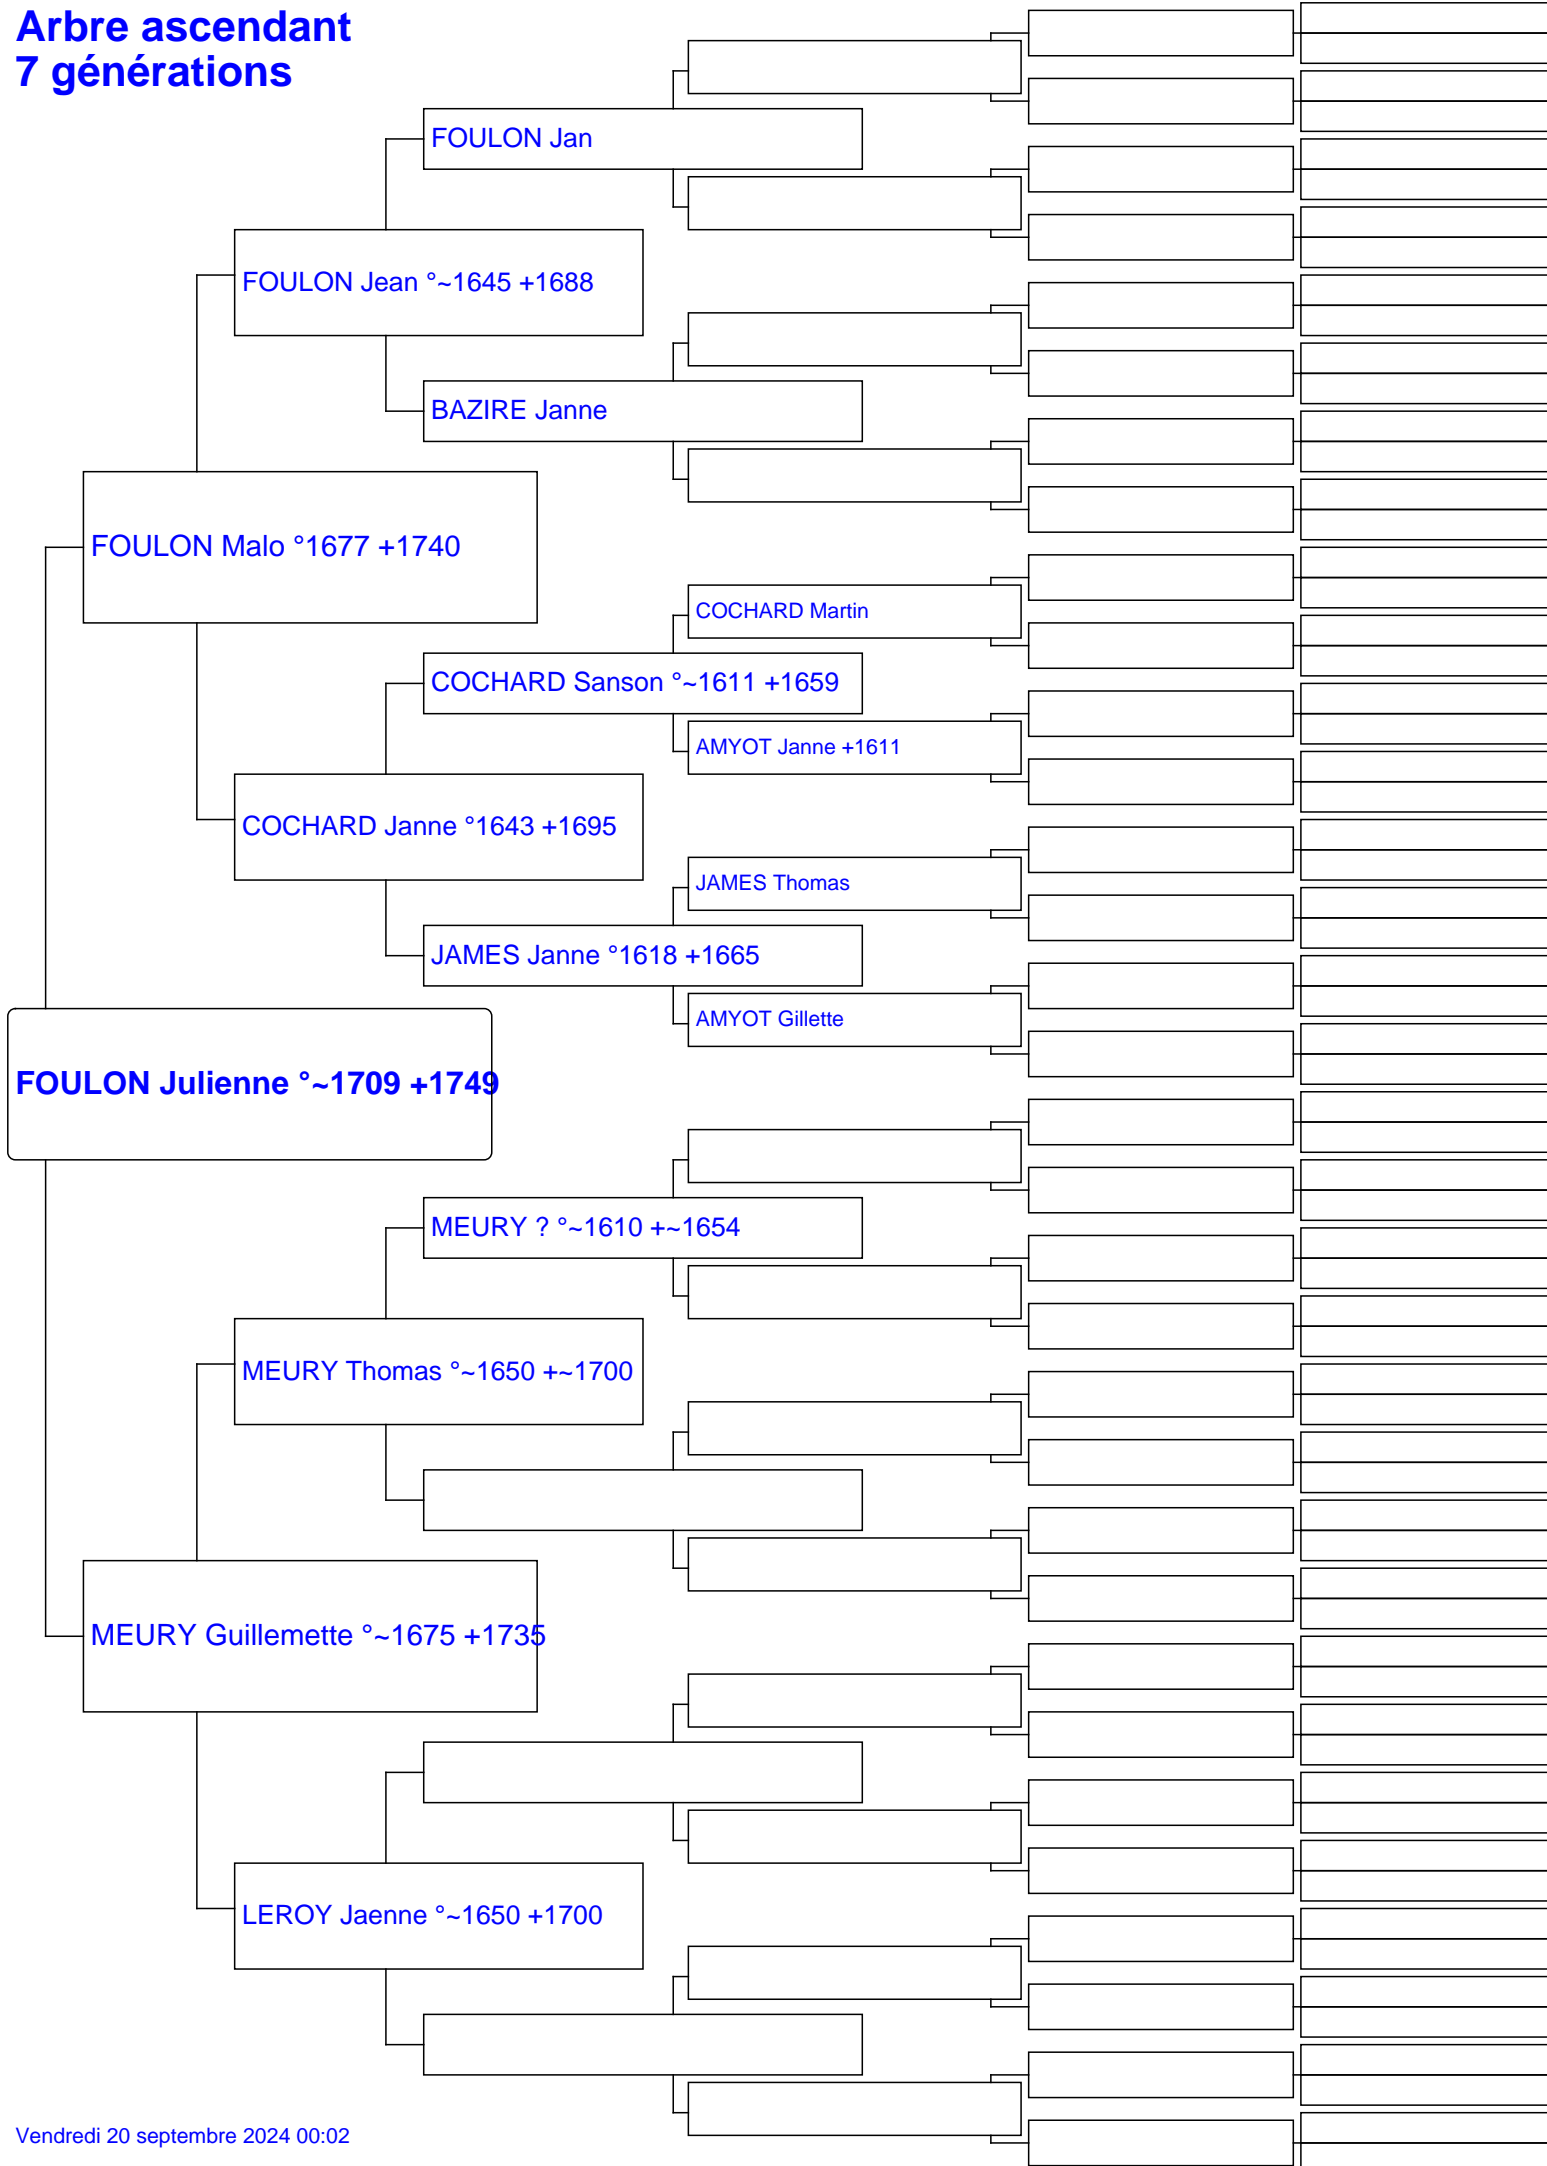 Arbre ascendant
7 générations
FOULON Jan
FOULON Jean °~1645 +1688
BAZIRE Janne
FOULON Malo °1677 +1740
COCHARD Martin
COCHARD Sanson °~1611 +1659
AMYOT Janne +1611
COCHARD Janne °1643 +1695
JAMES Thomas
JAMES Janne °1618 +1665
AMYOT Gillette
FOULON Julienne °~1709 +1749
MEURY ? °~1610 +~1654
MEURY Thomas °~1650 +~1700
MEURY Guillemette °~1675 +1735
LEROY Jaenne °~1650 +1700
Vendredi 20 septembre 2024 00:02